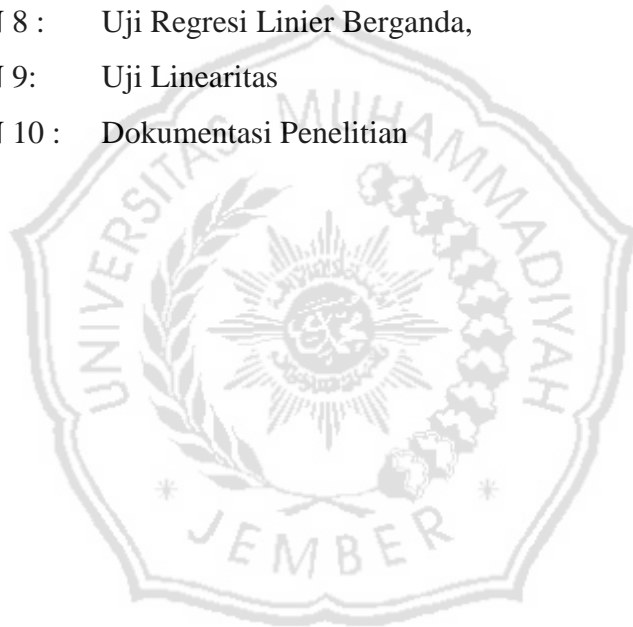 N 8 : Uji Regresi Linier Berganda,
N 9: Uji Linearitas
N 10 : Dokumentasi Penelitian
UNIVERSITAS MUHAMMADIYAH
JEMBER